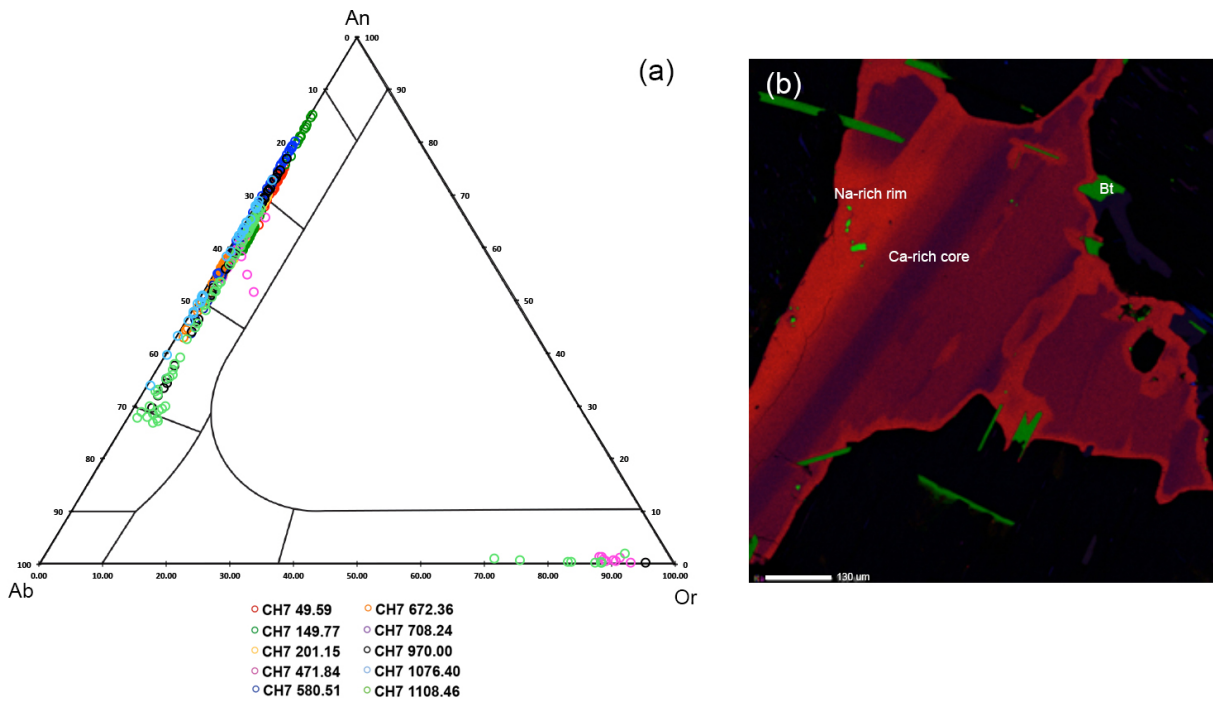 An
(a)
0 100
10 90
20 80
30 70
40 60
50 50
60 40
70 30
80 20
90 10
100 0
0.00 10.00 20.00 30.00 40.00 50.00 60.00 70.00 80.00 90.00 100.00
Ab Or
CH7 49.59 CH7 672.36
CH7 149.77 CH7 708.24
CH7 201.15 CH7 970.00
CH7 471.84 CH7 1076.40
CH7 580.51 CH7 1108.46
(b)
Na-rich rim
Bt
Ca-rich core
130 um